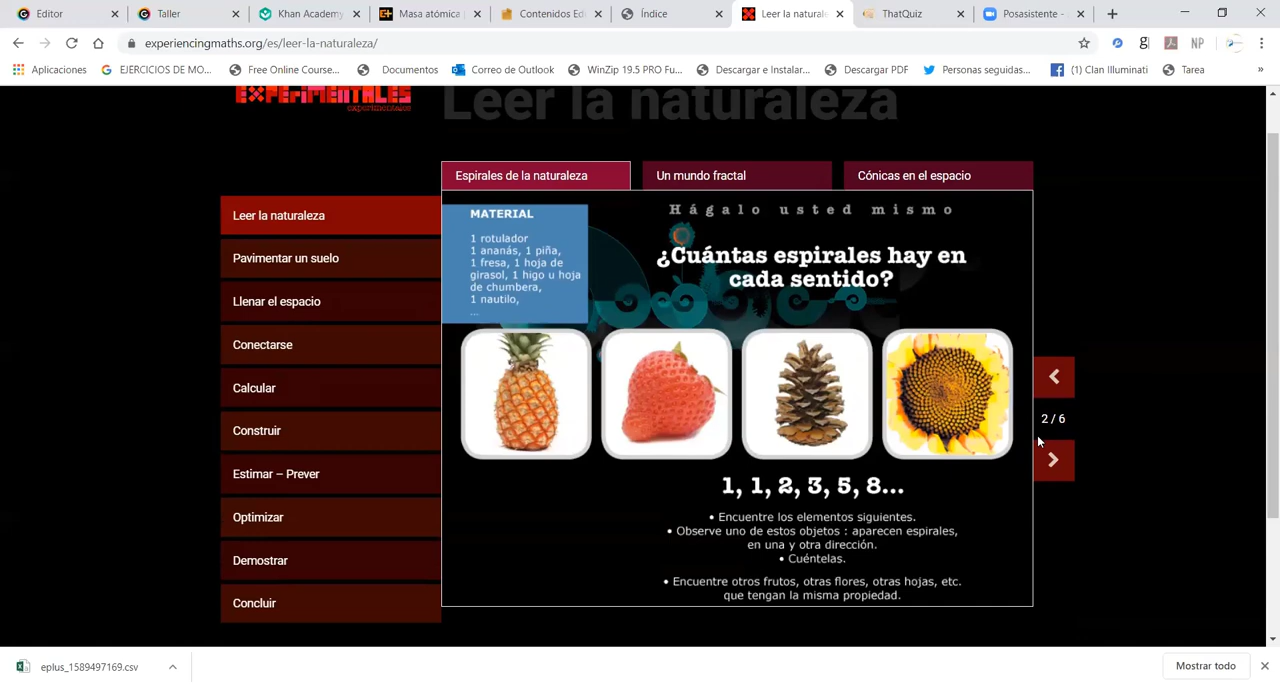 Editor
Taller
Khan Academy
Masa atómica
Contenidos Ed
Índice
Leer la natural
ThatQuiz
Posasistente -
experiencingmaths.org/es/leer-la-naturaleza/
NP
Aplicaciones
EJERCICIOS DE MO...
Free Online Course...
Documentos
Correo de Outlook
WinZip 19.5 PRO Fu...
Descargar e Instalar...
Descargar PDF
Personas seguidas...
(1) Clan Illuminati
Tarea
»
EXPERIMENTALES
Leer la naturaleza
Espirales de la naturaleza
Un mundo fractal
Cónicas en el espacio
Leer la naturaleza
Pavimentar un suelo
Llenar el espacio
Conectarse
Calcular
Construir
Estimar – Prever
Optimizar
Demostrar
Concluir
MATERIAL
1 rotulador
1 ananás, 1 piña,
1 fresa, 1 hoja de
girasol, 1 higo u hoja
de chumbera,
1 nautilo,
...
Hágalo usted mismo
¿Cuántas espirales hay en
cada sentido?
2 / 6
1, 1, 2, 3, 5, 8...
• Encuentre los elementos siguientes.
• Observe uno de estos objetos : aparecen espirales,
en una y otra dirección.
• Cuéntelas.
• Encuentre otros frutos, otras flores, otras hojas, etc.
que tengan la misma propiedad.
eplus_1589497169.csv
Mostrar todo